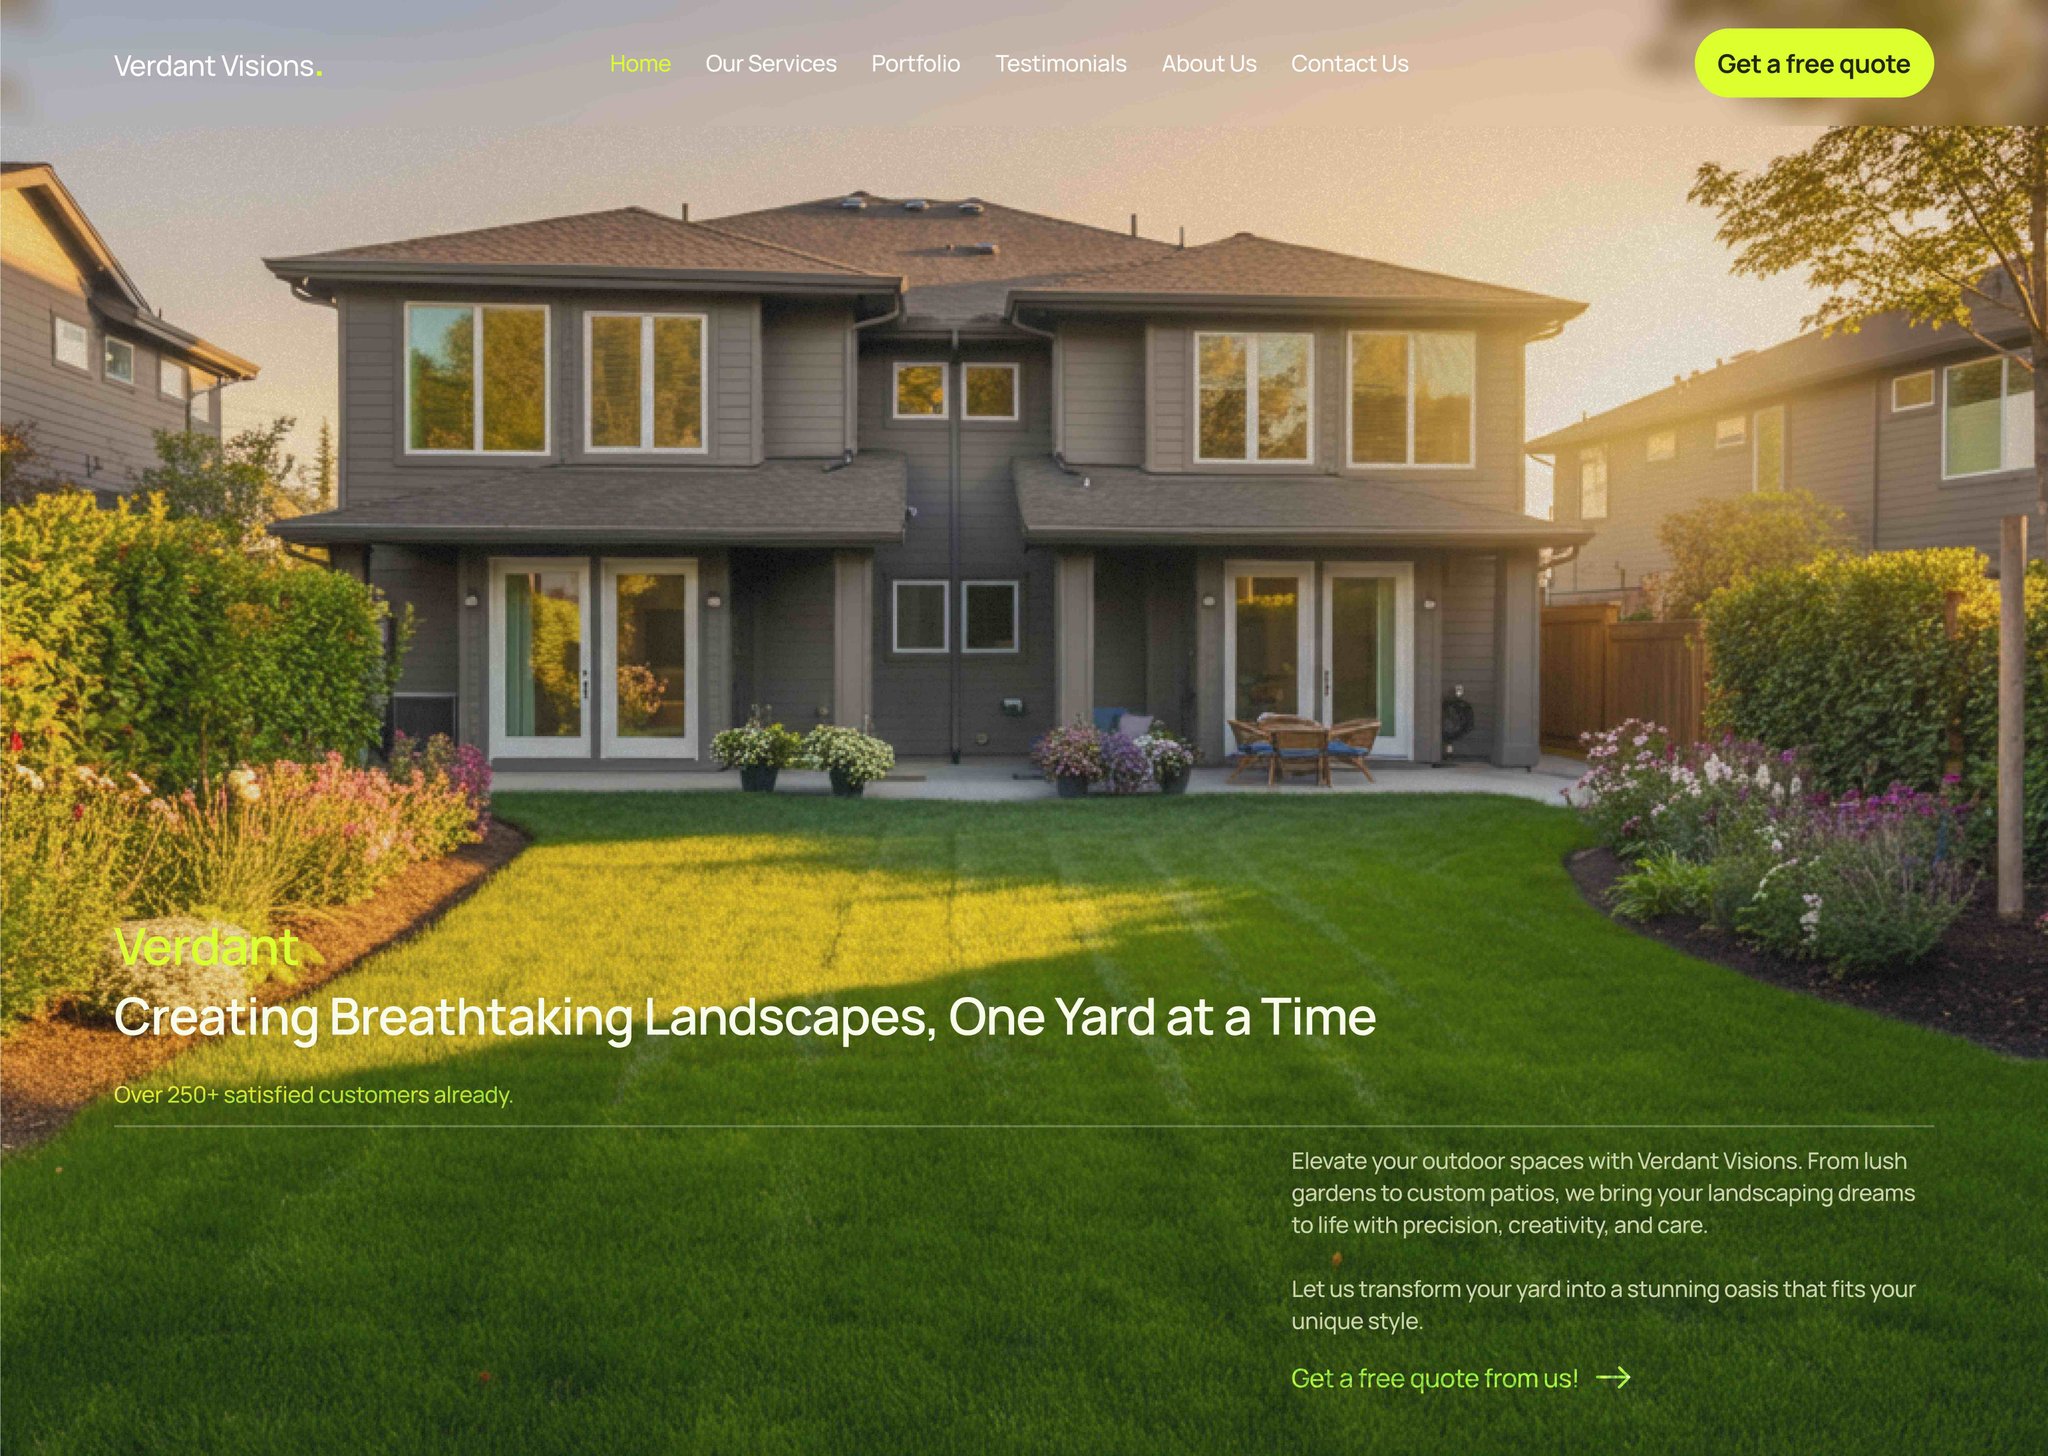 Verdant Visions.
Home
Our Services
Portfolio
Testimonials
About Us
Contact Us
Get a free quote
Verdant
Creating Breathtaking Landscapes, One Yard at a Time
Over 250+ satisfied customers already.
Elevate your outdoor spaces with Verdant Visions. From lush
gardens to custom patios, we bring your landscaping dreams
to life with precision, creativity, and care.
Let us transform your yard into a stunning oasis that fits your
unique style.
Get a free quote from us!